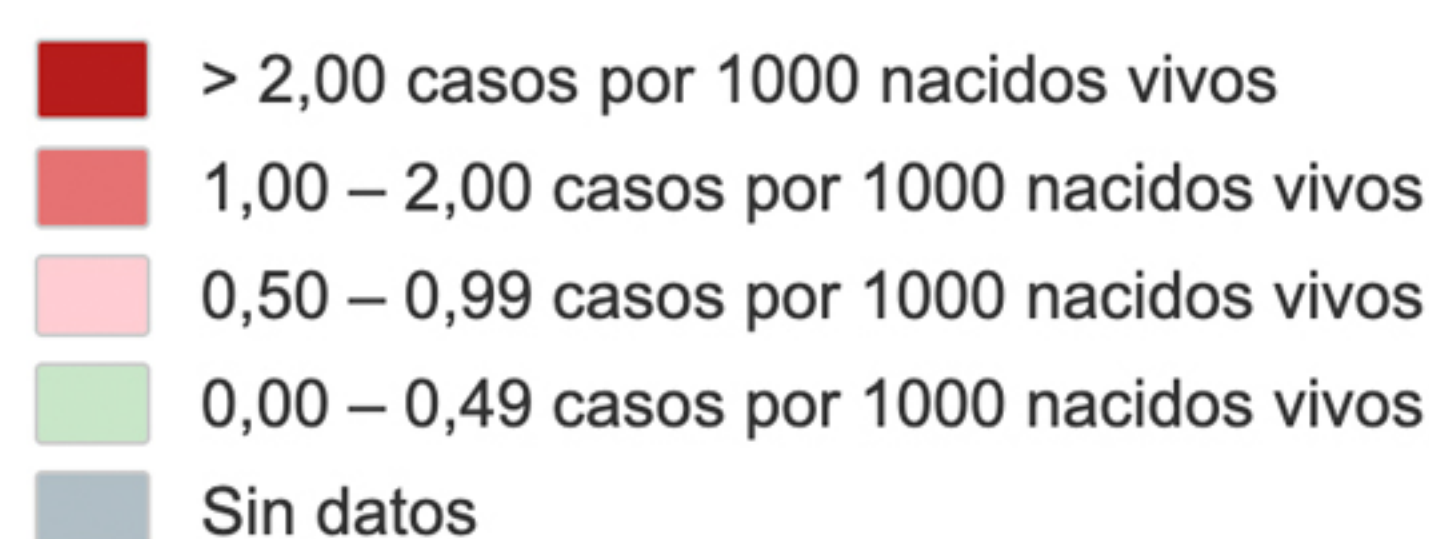 > 2,00 casos por 1000 nacidos vivos
1,00 – 2,00 casos por 1000 nacidos vivos
0,50 – 0,99 casos por 1000 nacidos vivos
0,00 – 0,49 casos por 1000 nacidos vivos
Sin datos